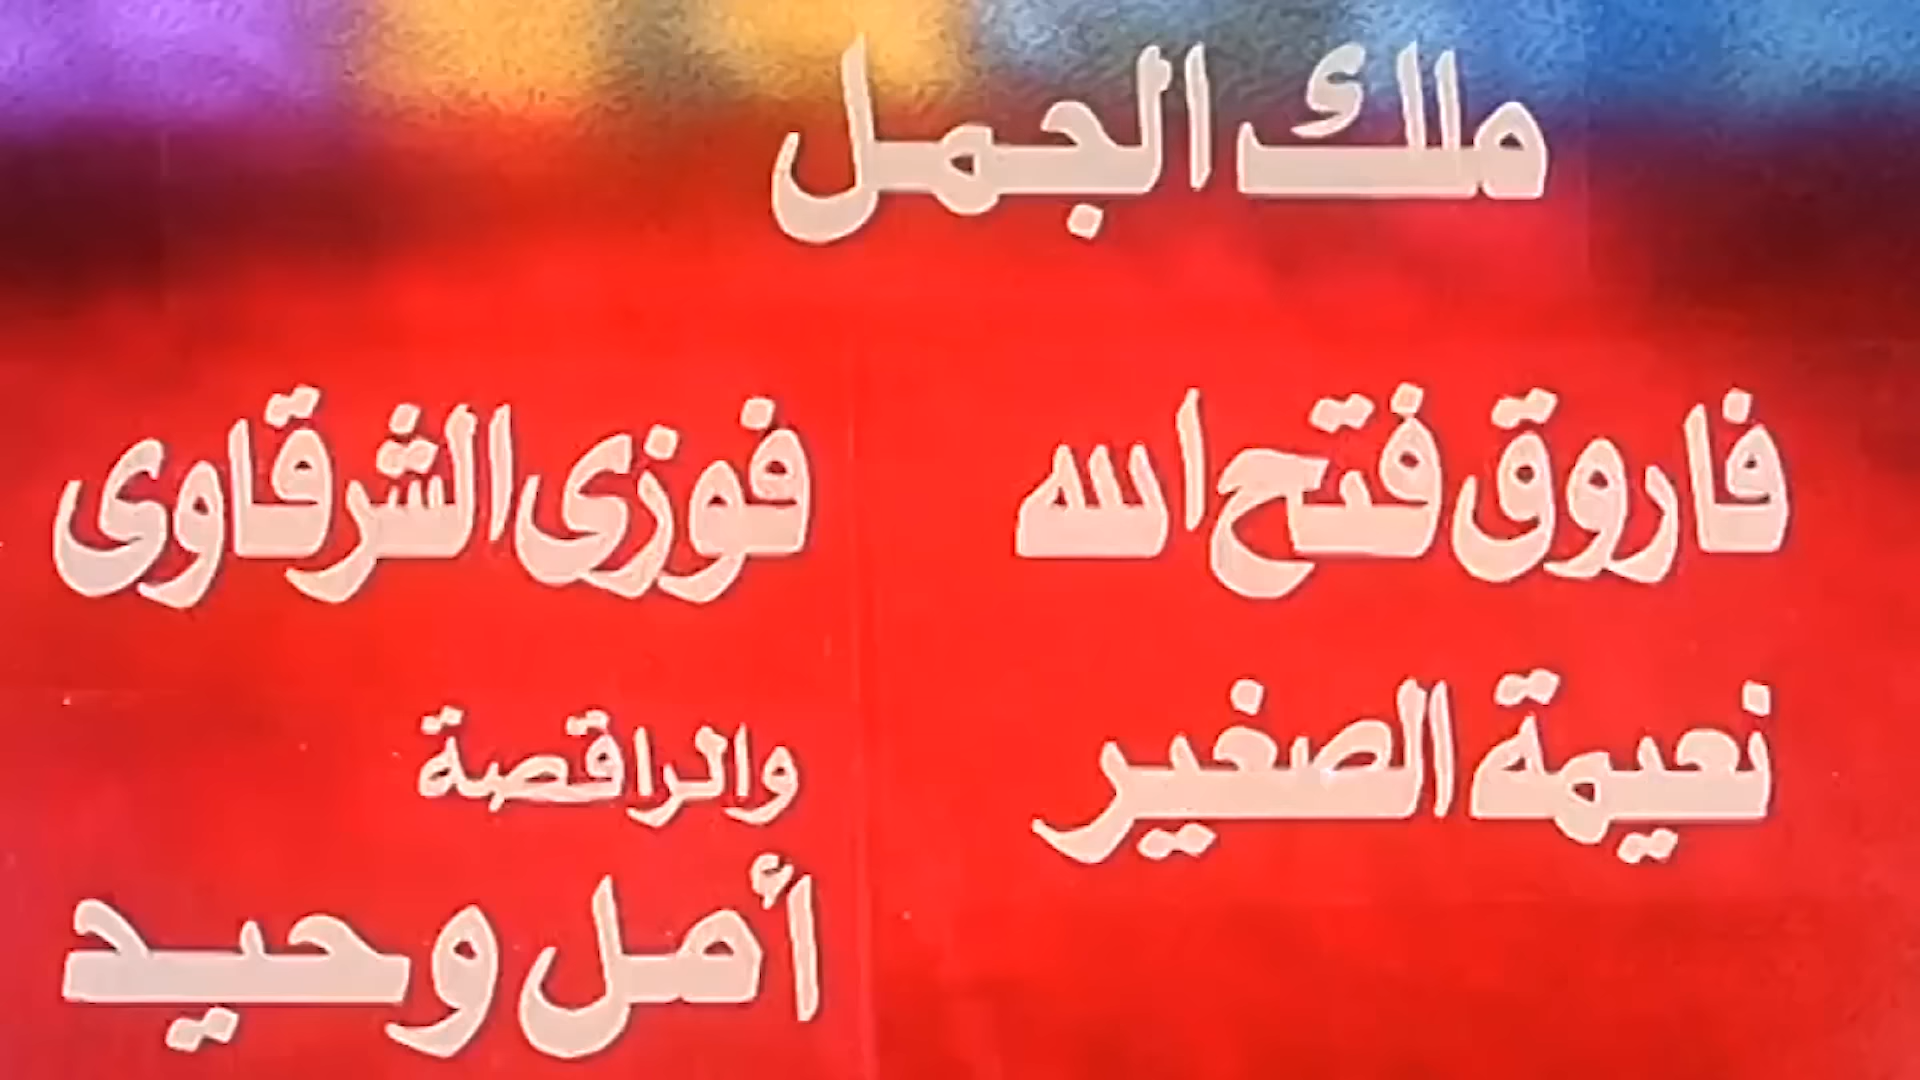 ملك الجمل
فاروق فتح الله
فوزى الشرقاوى
نعيمة الصغير
والراقصة
أمل وحيد